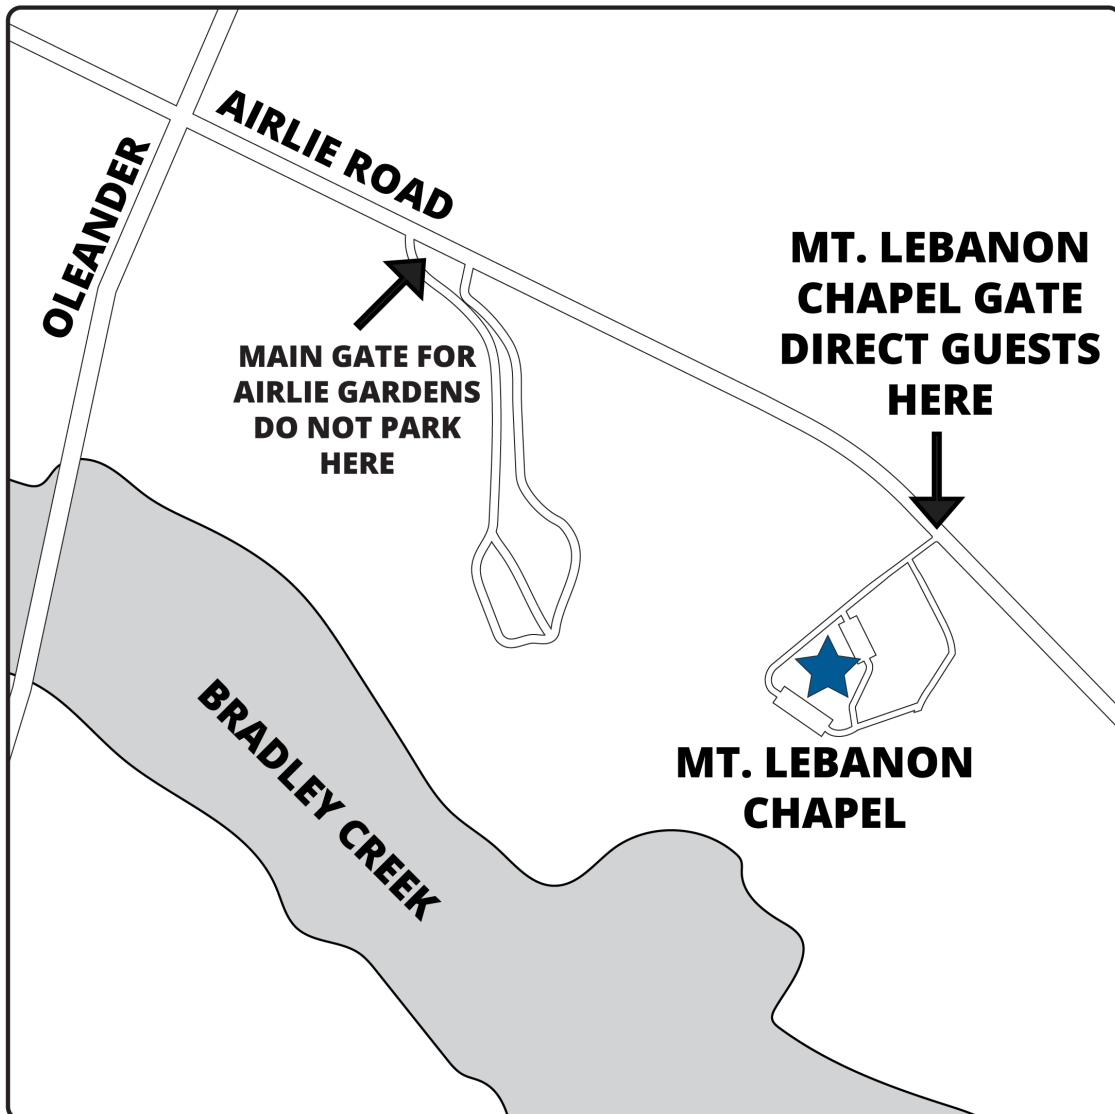 AIRLIE ROAD
OLEANDER
MT. LEBANON
CHAPEL GATE
DIRECT GUESTS
HERE
MAIN GATE FOR
AIRLIE GARDENS
DO NOT PARK
HERE
BRADLEY CREEK
MT. LEBANON
CHAPEL